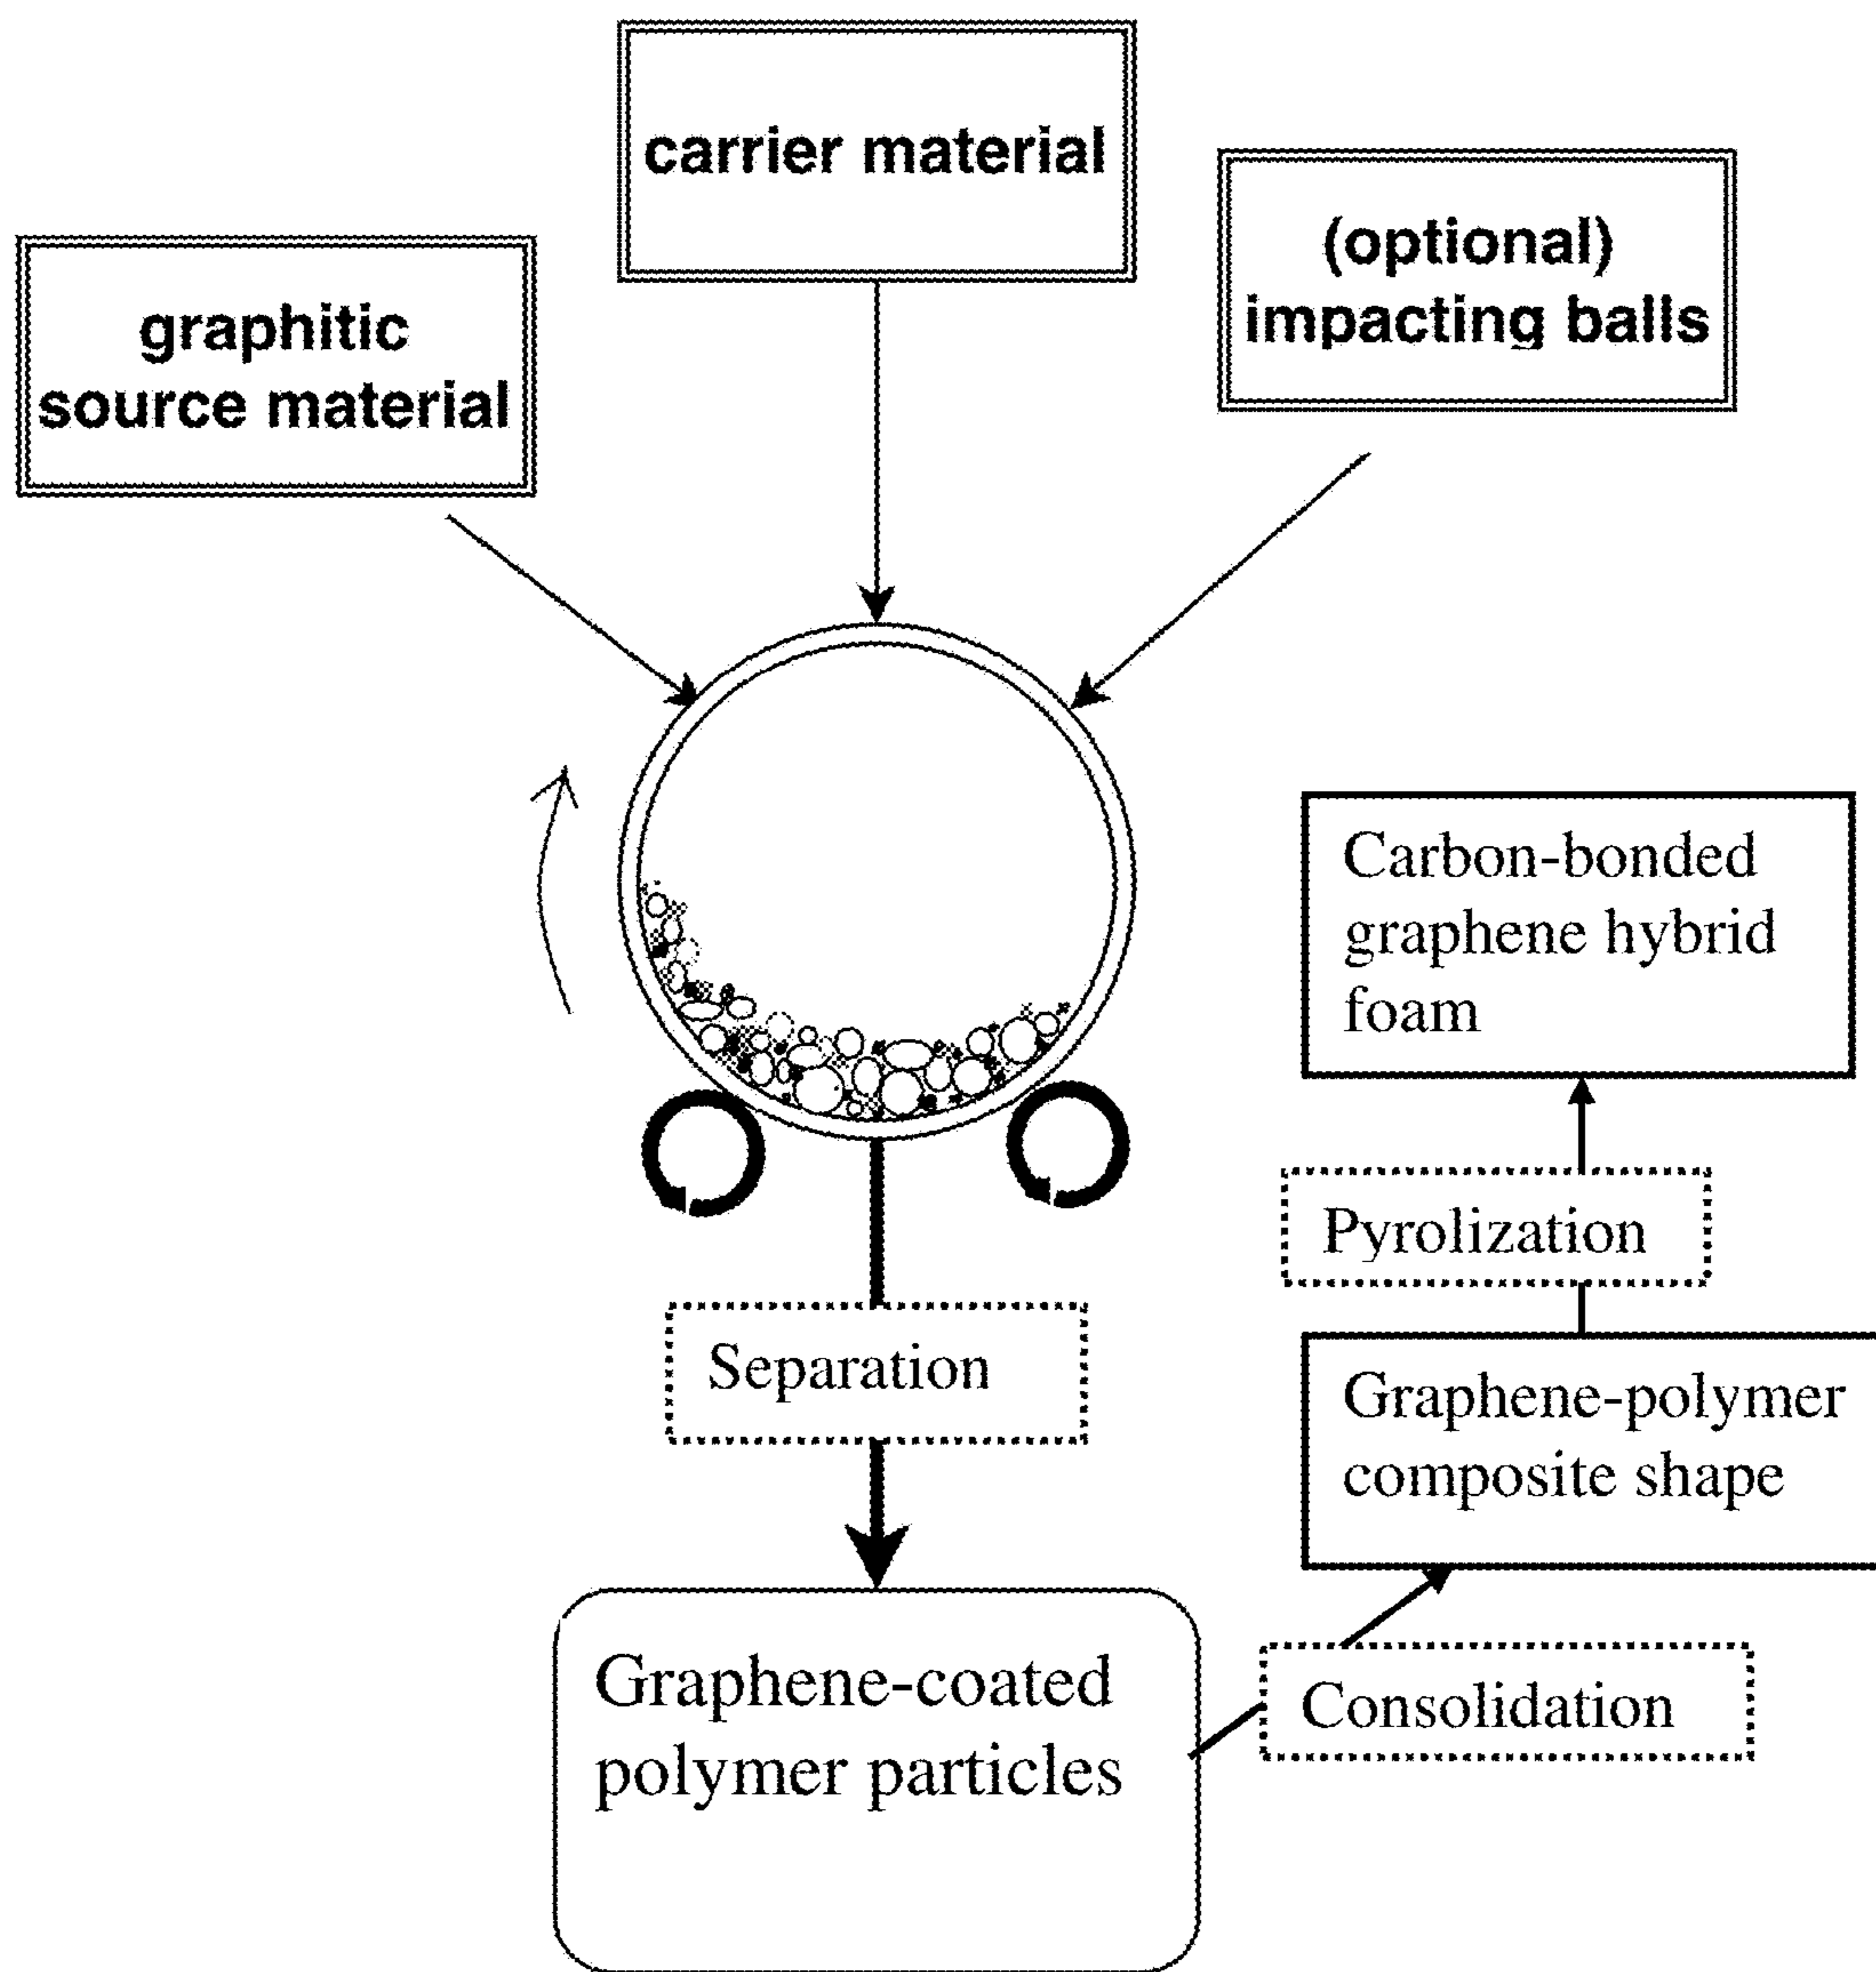 carrier material
(optional)
impacting balls
graphitic
source material
Carbon-bonded
graphene hybrid
foam
Pyrolization
Separation
Graphene-polymer
composite shape
Graphene-coated
polymer particles
Consolidation